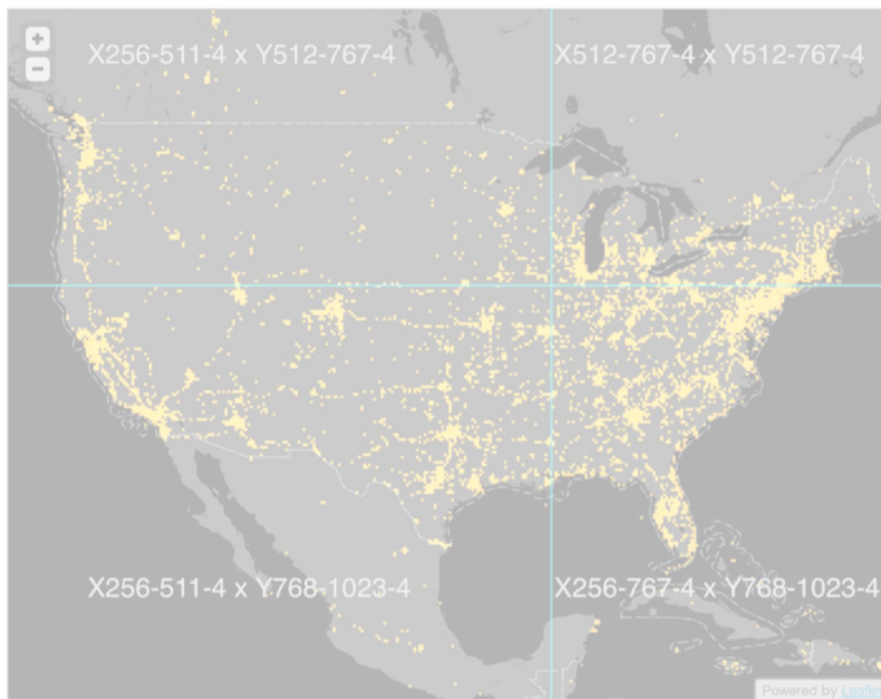 +
X256-511-4 x Y512-767-4
X512-767-4 x Y512-767-4
−
X256-511-4 x Y768-1023-4
X256-767-4 x Y768-1023-4
Powered by Leaflet